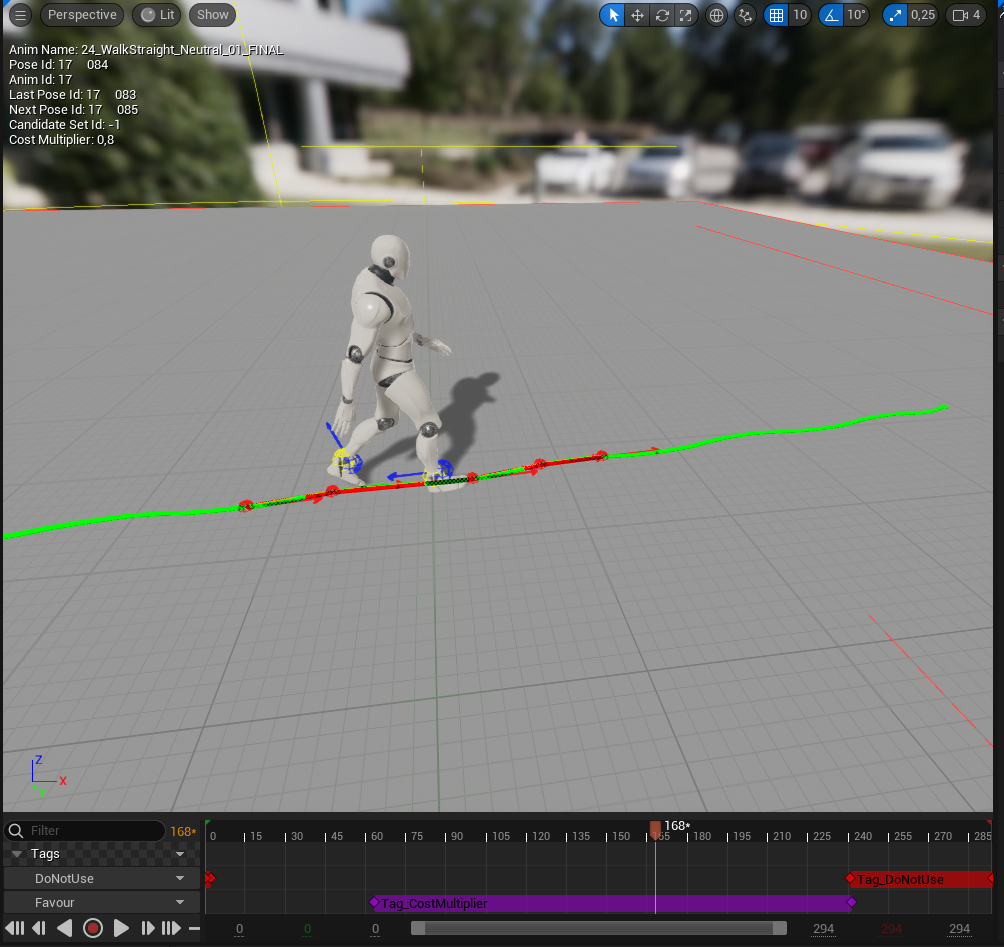 Perspective Lit Show 10 10° 0,25 4
Anim Name: 24_WalkStraight_Neutral_01_FINAL
Pose Id: 17 084
Anim Id: 17
Last Pose Id: 17 083
Next Pose Id: 17 085
Candidate Set Id: -1
Cost Multiplier: 0,8
Z
X
Y
168*
Filter 168*
0 15 30 45 60 75 90 105 120 135 150 165 180 195 210 225 240 255 270 285
Tags
DoNotUse Tag_DoNotUse
Favour Tag_CostMultiplier
0 0 0 294 294 294